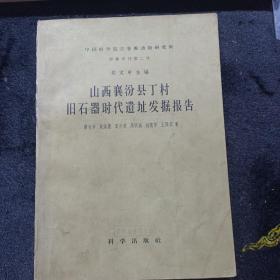 中国科学院古脊椎动物研究所
甲种专刊第二号
裴文中主编
山西襄汾县丁村
旧石器时代遗址发掘报告
科学出版社